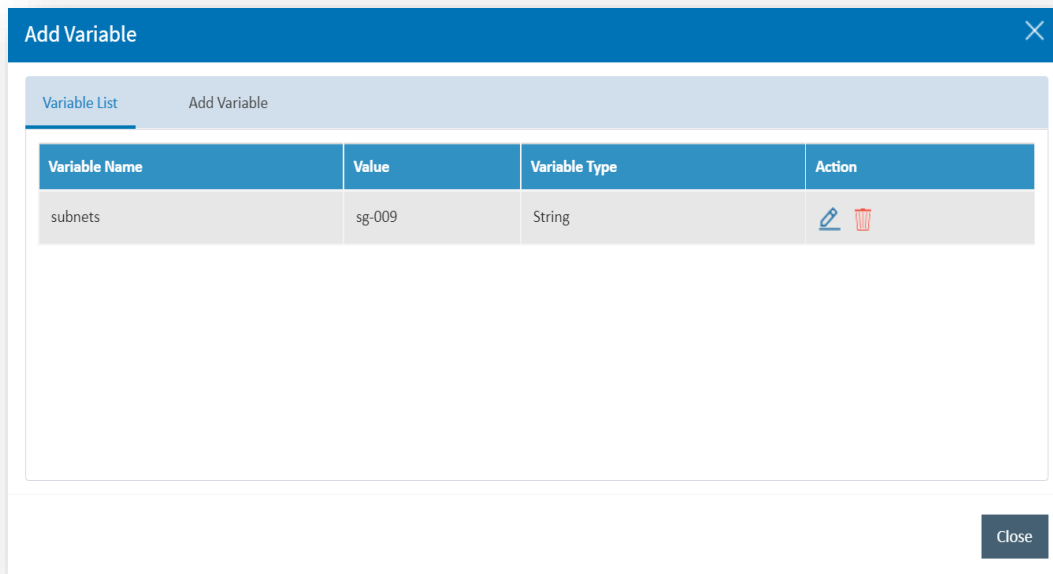 Add Variable
Variable List Add Variable
Variable Name Value Variable Type Action
subnets sg-009 String
Close